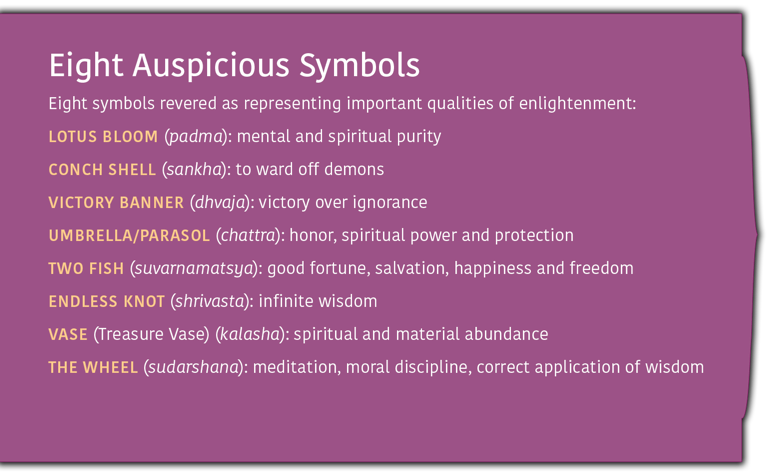 Eight Auspicious Symbols
Eight symbols revered as representing important qualities of enlightenment:
LOTUS BLOOM (padma): mental and spiritual purity
CONCH SHELL (sankha): to ward off demons
VICTORY BANNER (dhvaja): victory over ignorance
UMBRELLA/PARASOL (chattra): honor, spiritual power and protection
TWO FISH (suvarnamatsya): good fortune, salvation, happiness and freedom
ENDLESS KNOT (shrivasta): infinite wisdom
VASE (Treasure Vase) (kalasha): spiritual and material abundance
THE WHEEL (sudarshana): meditation, moral discipline, correct application of wisdom